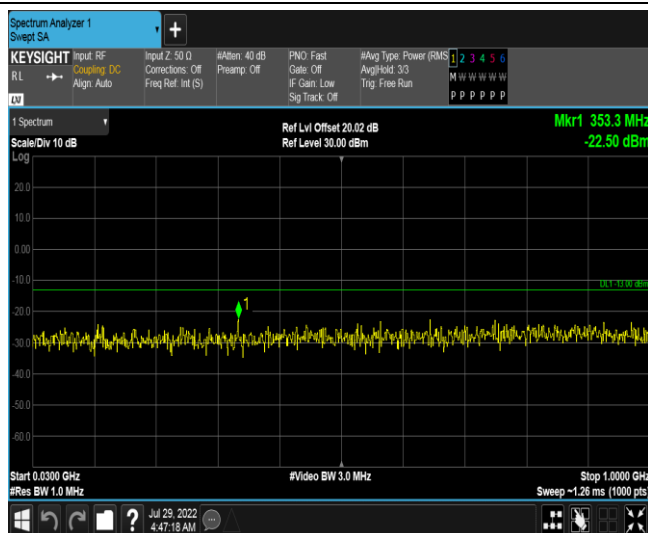 Spectrum Analyzer 1
Swept SA
+
KEYSIGHT
RL
LXI
Input: RF
Coupling: DC
Align: Auto
Input Z: 50 Ω
Corrections: Off
Freq Ref: Int (S)
#Atten: 40 dB
Preamp: Off
PNO: Fast
Gate: Off
IF Gain: Low
Sig Track: Off
#Avg Type: Power (RMS
Avg|Hold: 3/3
Trig: Free Run
1 2 3 4 5 6
M W W W W W
P P P P P P
1 Spectrum
Scale/Div 10 dB
Ref Lvl Offset 20.02 dB
Ref Level 30.00 dBm
Mkr1 353.3 MHz
-22.50 dBm
Log
20.0
10.0
0.00
-10.0
DL1 -13.00 dBm
-20.0
1
-30.0
-40.0
-50.0
-60.0
Start 0.0300 GHz
#Res BW 1.0 MHz
#Video BW 3.0 MHz
Stop 1.0000 GHz
Sweep ~1.26 ms (1000 pts)
?
Jul 29, 2022
4:47:18 AM